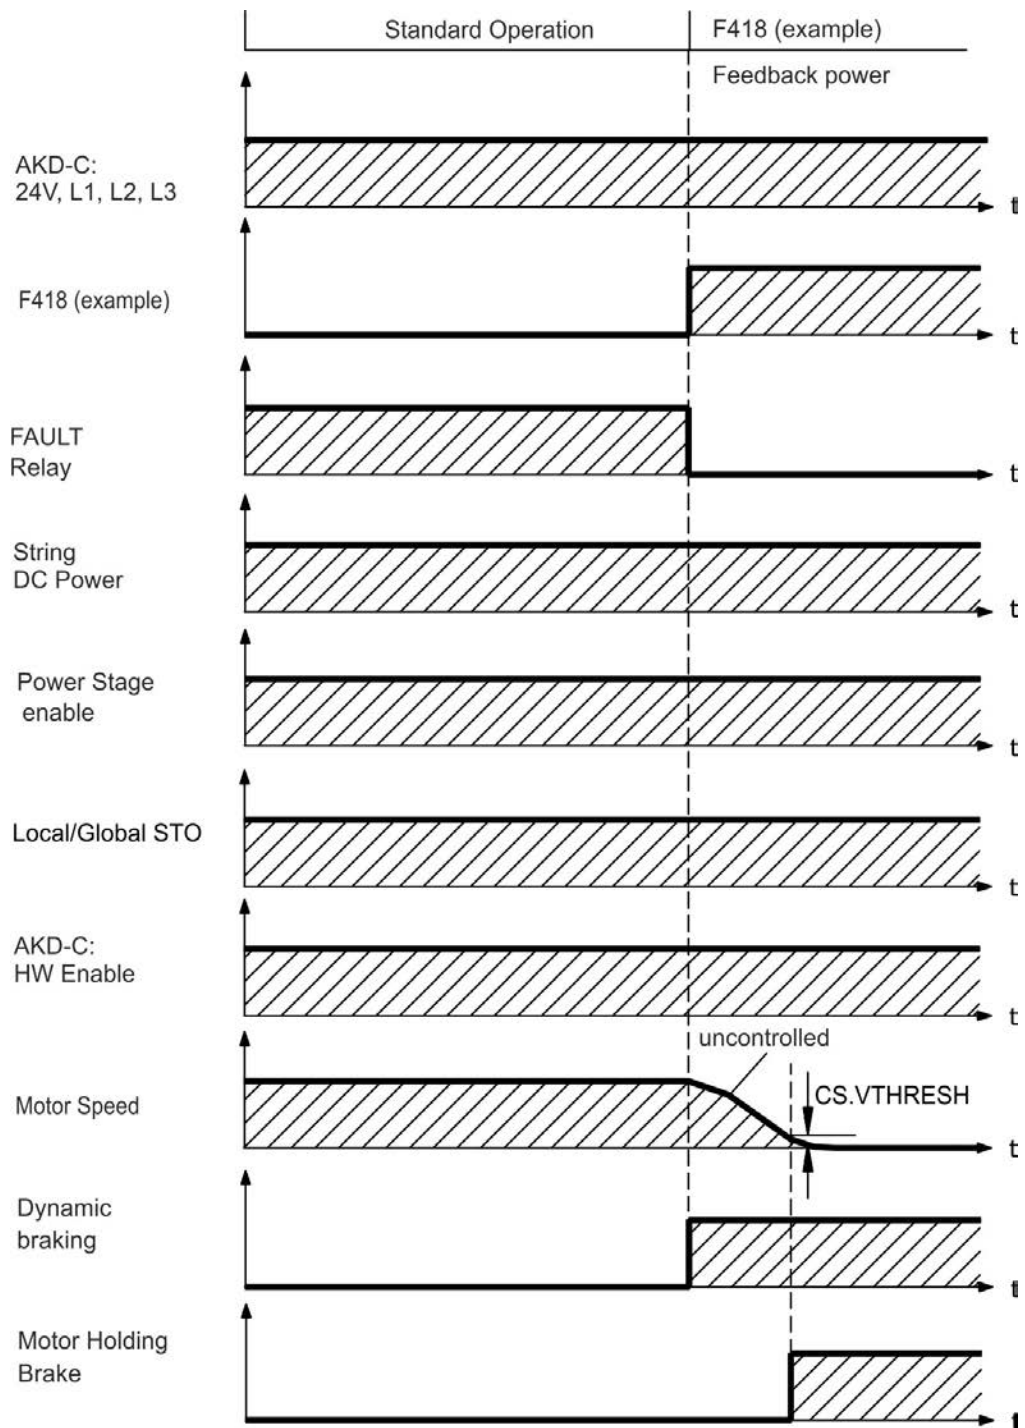 Standard Operation
F418 (example)
Feedback power
AKD-C:
24V, L1, L2, L3
t
F418 (example)
t
FAULT
Relay
t
String
DC Power
t
Power Stage
enable
t
Local/Global STO
t
AKD-C:
HW Enable
t
uncontrolled
CS.VTHRESH
Motor Speed
t
Dynamic
braking
t
Motor Holding
Brake
t